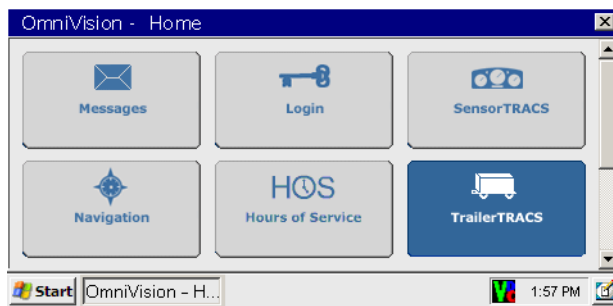 OmniVision - Home
Messages
Login
SensorTRACS
Navigation
HOS
Hours of Service
TrailerTRACS
Start
OmniVision - H...
1:57 PM